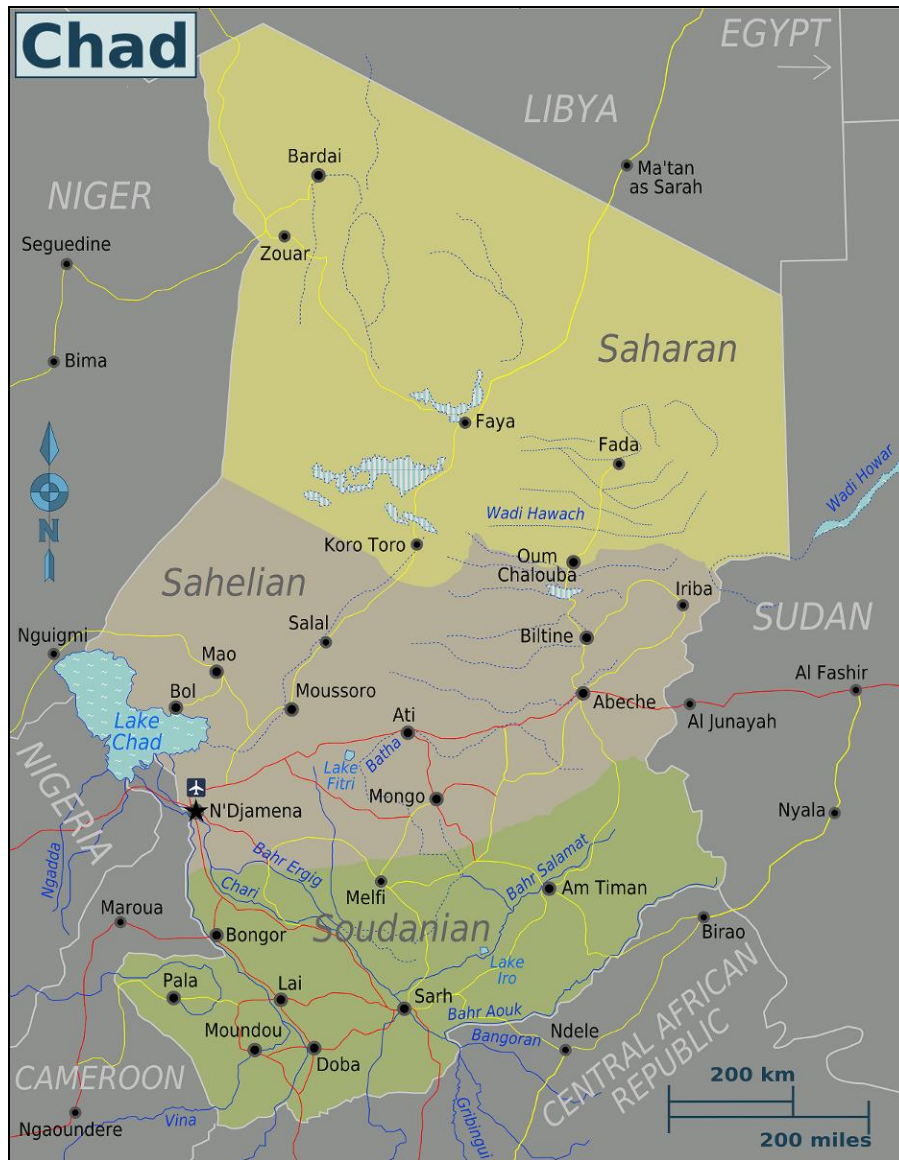 Chad
EGYPT
LIBYA
Bardai
Ma'tan
as Sarah
NIGER
Seguedine
Zouar
Bima
Saharan
Faya
Fada
Wadi Howar
N
Wadi Hawach
Koro Toro
Oum
Chalouba
Sahelian
Iriba
SUDAN
Nguigmi
Salal
Biltine
Mao
Bol
Moussoro
Abeche
Al Fashir
Al Junayah
Lake
Chad
Ati
Batha
Lake
Fitri
NIGERIA
Mongo
N'Djamena
Nyala
Ngadda
Bahr Ergig
Bahr Salamat
Chari
Melfi
Am Timan
Maroua
Bongor
Soudanian
Birao
Lake
Iro
Pala
Lai
Sarh
Bahr Aouk
Moundou
Doba
Bangoran
Ndele
CENTRAL AFRICAN
REPUBLIC
CAMEROON
Vina
Gribingui
Ngaoundere
200 km
200 miles